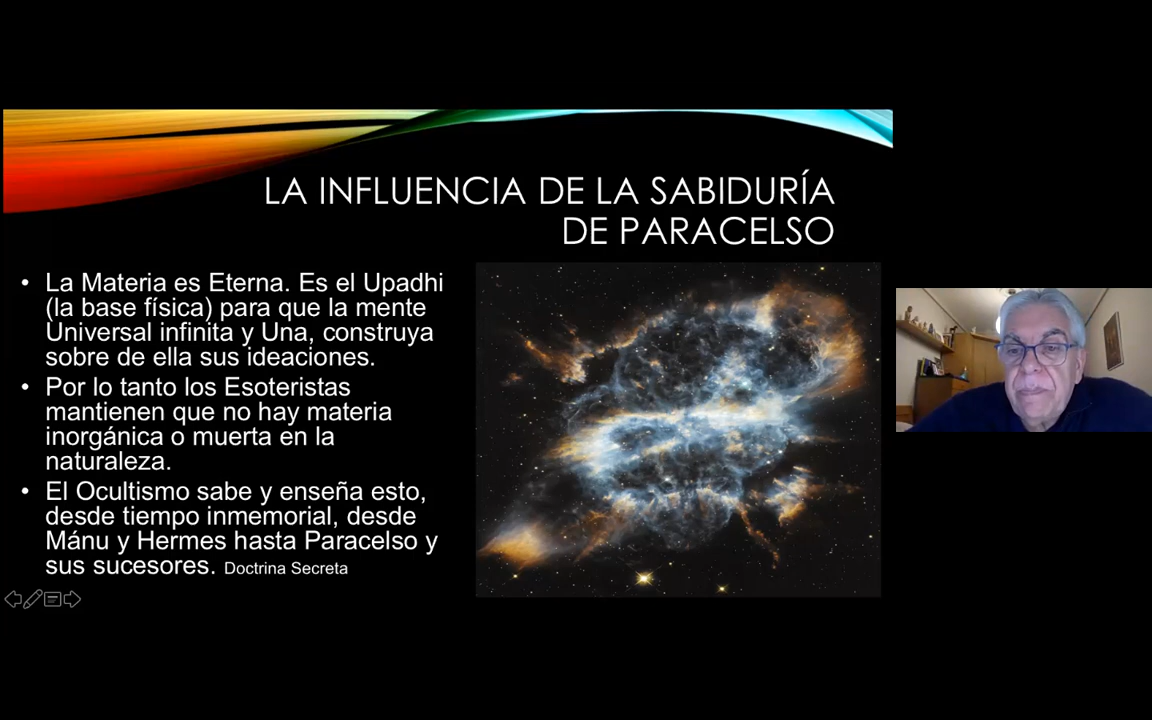 LA INFLUENCIA DE LA SABIDURÍA
DE PARACELSO
• La Materia es Eterna. Es el Upadhi
(la base física) para que la mente
Universal infinita y Una, construya
sobre de ella sus ideaciones.
• Por lo tanto los Esoteristas
mantienen que no hay materia
inorgánica o muerta en la
naturaleza.
• El Ocultismo sabe y enseña esto,
desde tiempo inmemorial, desde
Mánu y Hermes hasta Paracelso y
sus sucesores. Doctrina Secreta